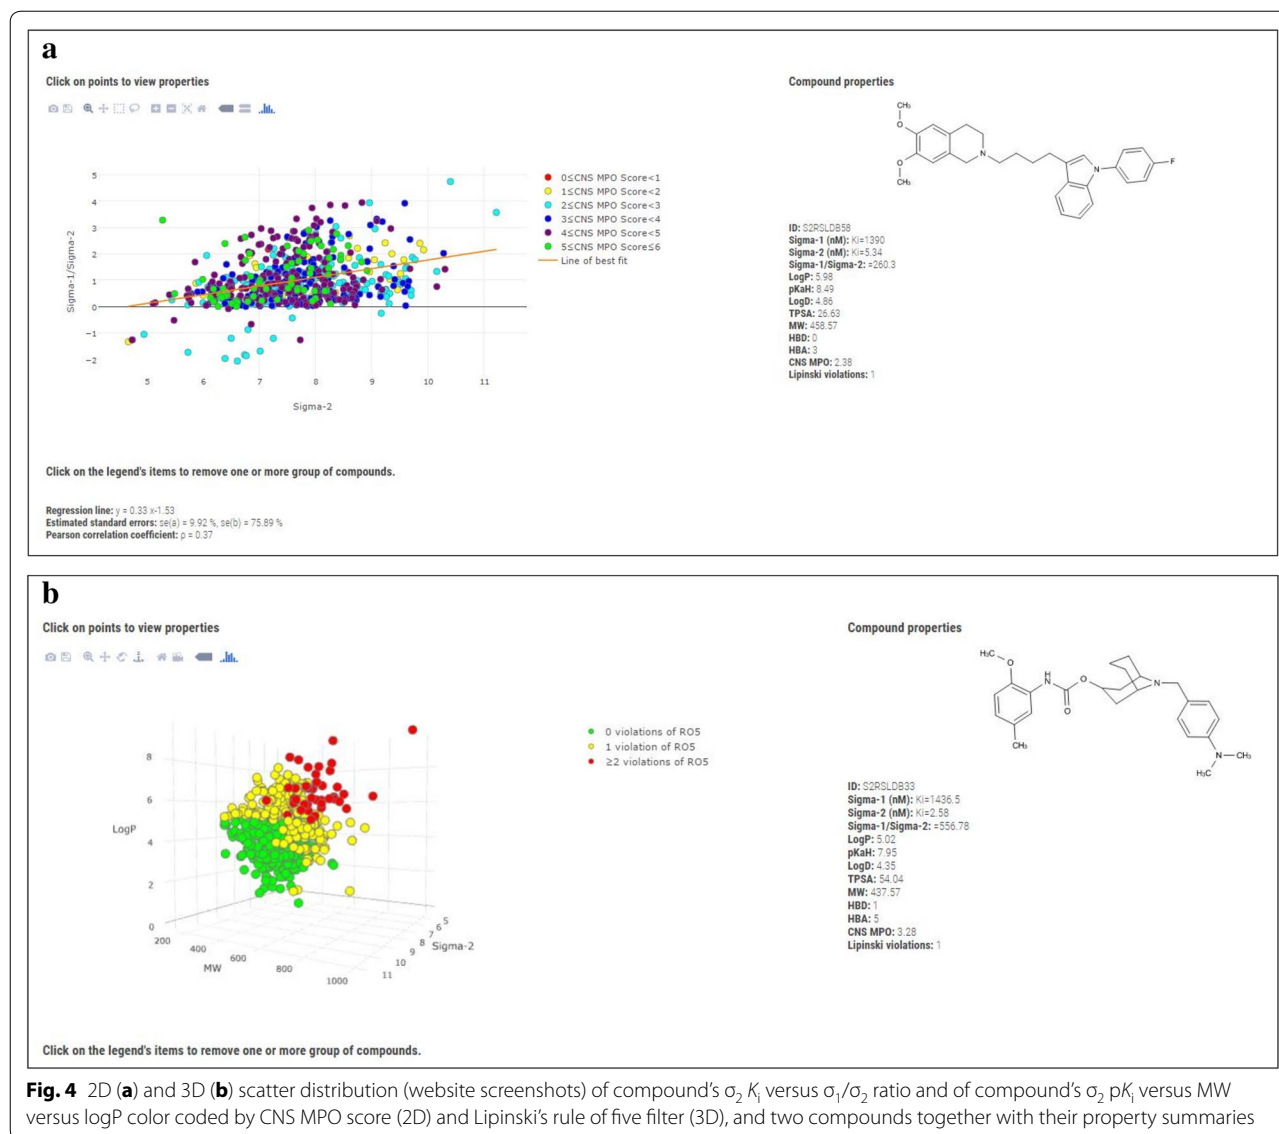 a
Click on points to view properties
Compound properties
CH₃
O
O
CH₃
N
N
F
5
4
3
2
1
0
−1
−2
Sigma-1/Sigma-2
5 6 7 8 9 10 11
Sigma-2
0≤CNS MPO Score<1
1≤CNS MPO Score<2
2≤CNS MPO Score<3
3≤CNS MPO Score<4
4≤CNS MPO Score<5
5≤CNS MPO Score≤6
Line of best fit
ID: S2RSLDB58
Sigma-1 (nM): Ki=1390
Sigma-2 (nM): Ki=5.34
Sigma-1/Sigma-2: =260.3
LogP: 5.98
pKaH: 8.49
LogD: 4.86
TPSA: 26.63
MW: 458.57
HBD: 0
HBA: 3
CNS MPO: 2.38
Lipinski violations: 1
Click on the legend's items to remove one or more group of compounds.
Regression line: y = 0.33 x-1.53
Estimated standard errors: se(a) = 9.92 %, se(b) = 75.89 %
Pearson correlation coefficient: ρ = 0.37
b
Click on points to view properties
Compound properties
H₃C
O
H
N
O
O
CH₃
N
N
CH₃
H₃C
8
6
4
2
0
LogP
200
400
600
800
1000
MW
5
6
7
8
9
10
11
Sigma-2
0 violations of RO5
1 violation of RO5
≥2 violations of RO5
ID: S2RSLDB33
Sigma-1 (nM): Ki=1436.5
Sigma-2 (nM): Ki=2.58
Sigma-1/Sigma-2: =556.78
LogP: 5.02
pKaH: 7.95
LogD: 4.35
TPSA: 54.04
MW: 437.57
HBD: 1
HBA: 5
CNS MPO: 3.28
Lipinski violations: 1
Click on the legend's items to remove one or more group of compounds.
Fig. 4 2D (a) and 3D (b) scatter distribution (website screenshots) of compound's σ₂ Kᵢ versus σ₁/σ₂ ratio and of compound's σ₂ pKᵢ versus MW
versus logP color coded by CNS MPO score (2D) and Lipinski's rule of five filter (3D), and two compounds together with their property summaries